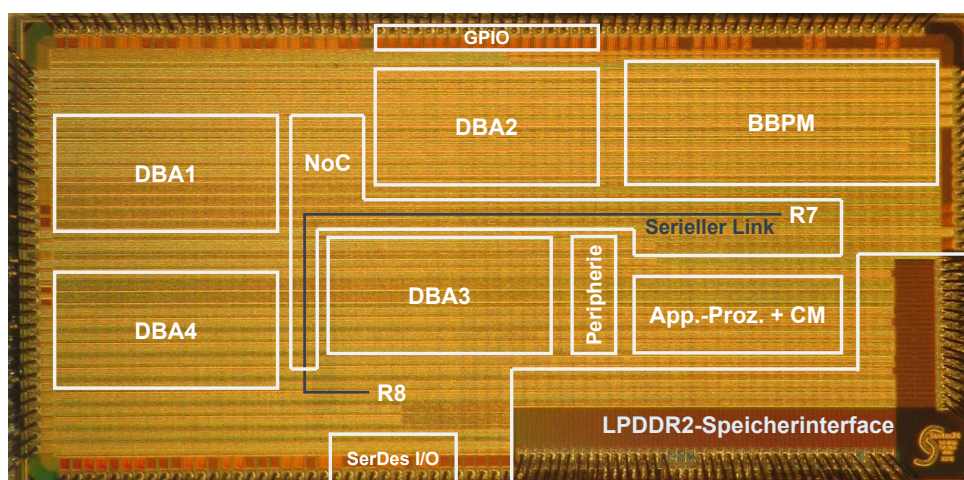 GPIO
DBA2
BBPM
DBA1
NoC
R7
Serieller Link
Peripherie
DBA3
App.-Proz. + CM
DBA4
R8
LPDDR2-Speicherinterface
SerDes I/O